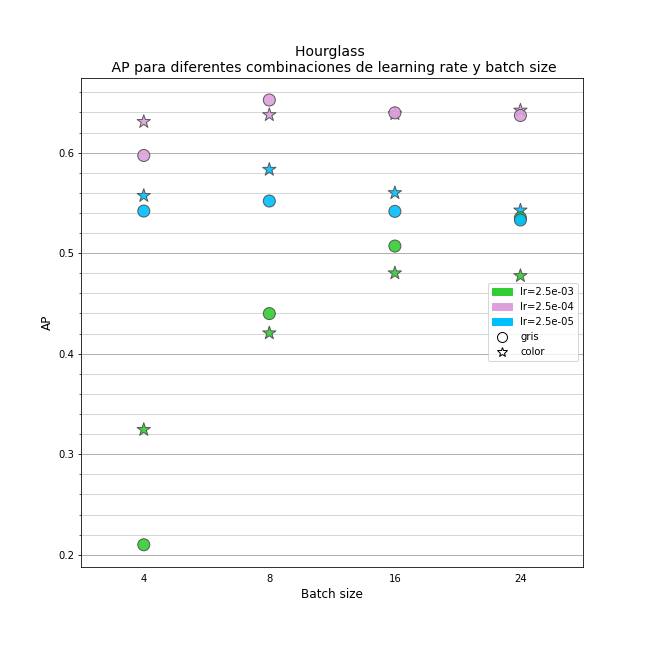 Hourglass
AP para diferentes combinaciones de learning rate y batch size
AP
0.6
0.5
0.4
0.3
0.2
lr=2.5e-03
lr=2.5e-04
lr=2.5e-05
gris
color
4 8 16 24
Batch size